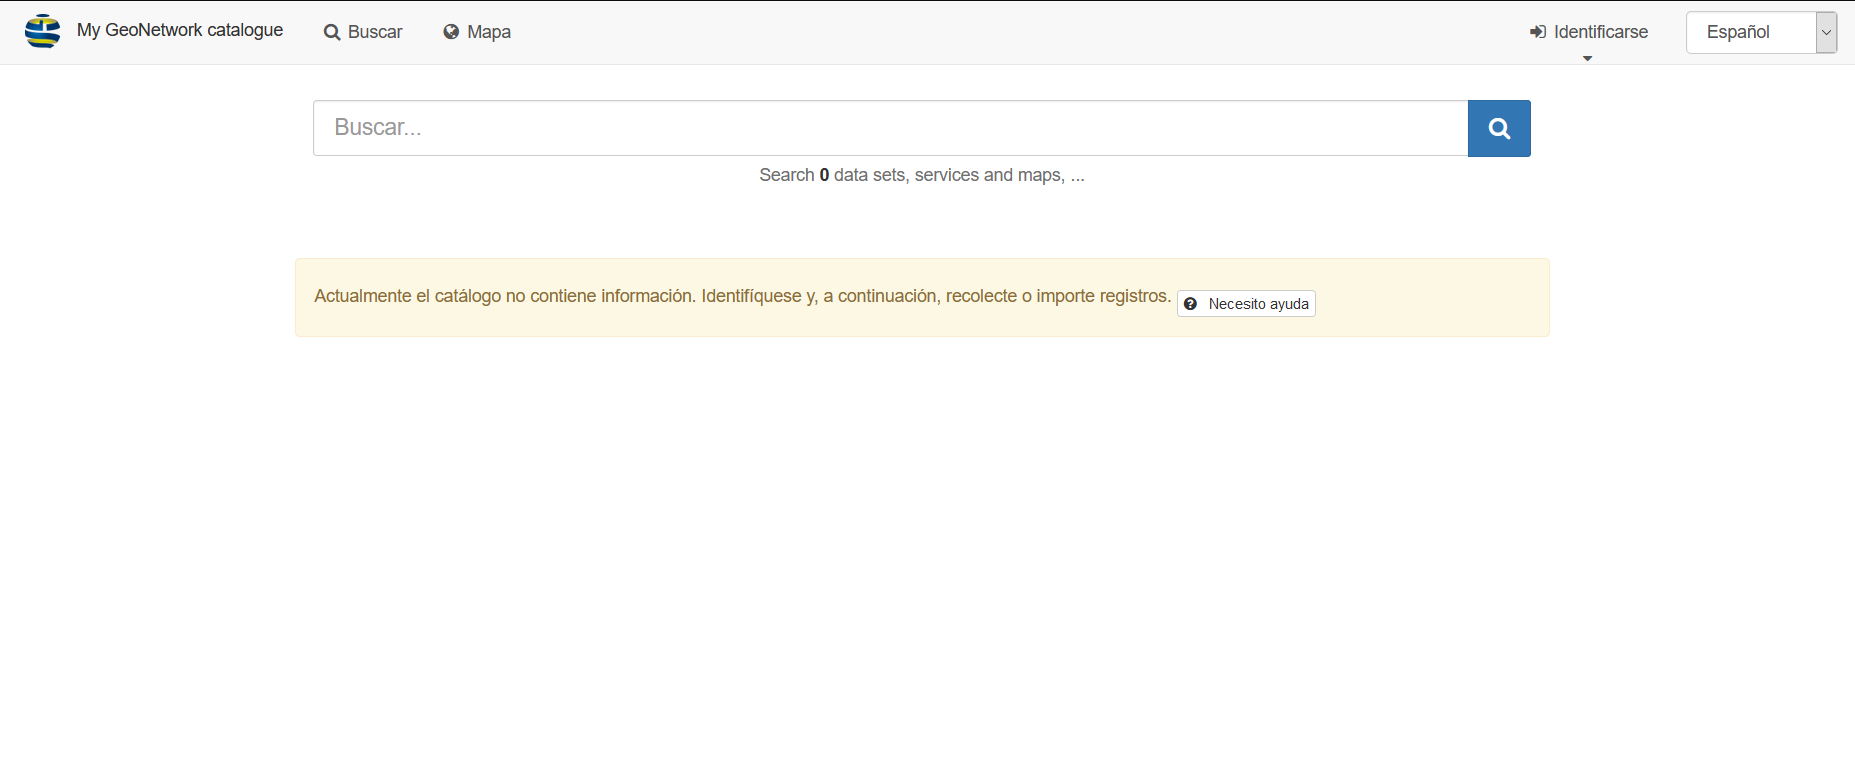 My GeoNetwork catalogue Buscar Mapa Identificarse Español
Buscar...
Search 0 data sets, services and maps, ...
Actualmente el catálogo no contiene información. Identifíquese y, a continuación, recolecte o importe registros. Necesito ayuda